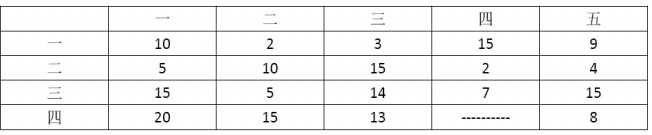 一 二 三 四 五
一 10 2 3 15 9
二 5 10 15 2 4
三 15 5 14 7 15
四 20 15 13 ---------- 8